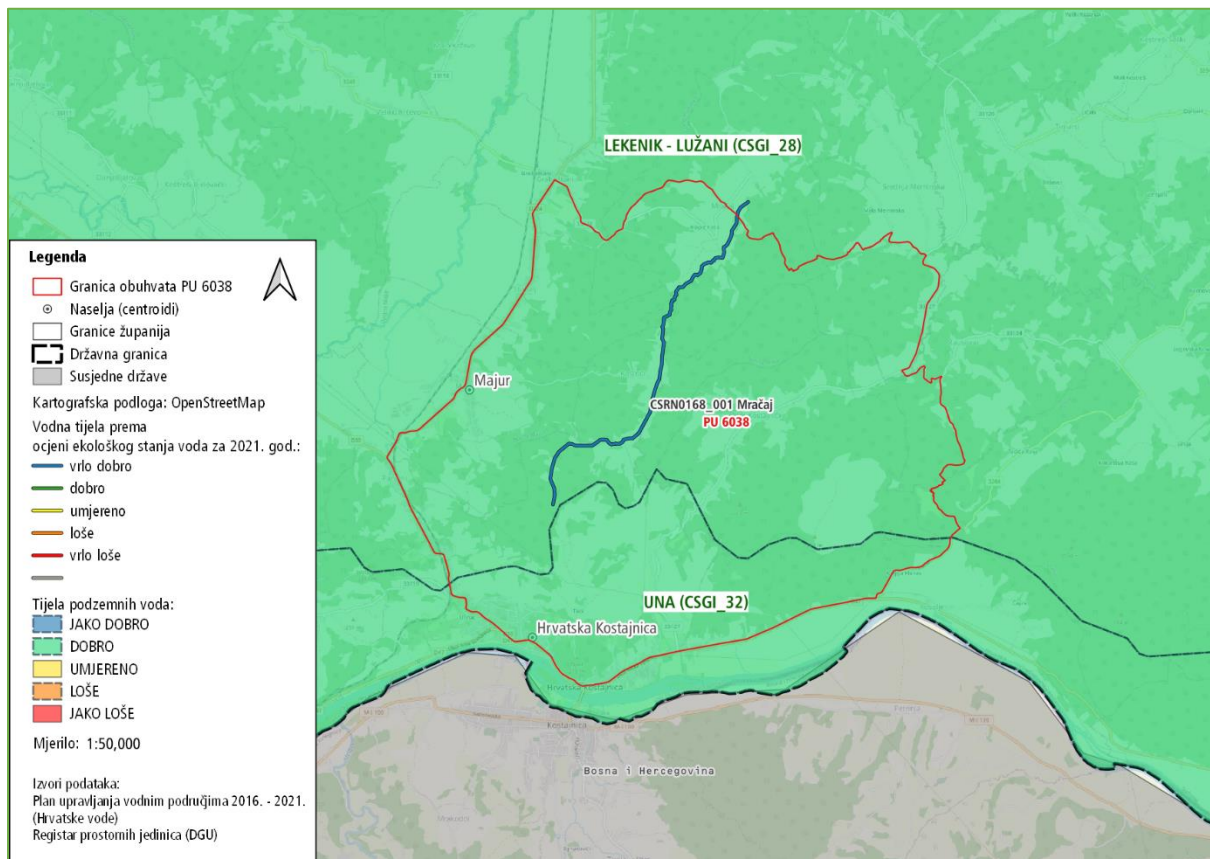 LEKENIK - LUŽANI (CSGI_28)
Legenda
Granica obuhvata PU 6038
Naselja (centroidi)
Granice županija
Državna granica
Susjedne države
Kartografska podloga: OpenStreetMap
Vodna tijela prema
ocjeni ekološkog stanja voda za 2021. god.:
vrlo dobro
dobro
umjereno
loše
vrlo loše
Tijela podzemnih voda:
JAKO DOBRO
DOBRO
UMJERENO
LOŠE
JAKO LOŠE
Mjerilo: 1:50,000
Izvori podataka:
Plan upravljanja vodnim područjima 2016. - 2021.
(Hrvatske vode)
Registar prostornih jedinica (DGU)
Majur
CSRN0168_001 Mračaj
PU 6038
UNA (CSGI_32)
Hrvatska Kostajnica
Hrvatska Kostajnica
Kostajnica
Bosna i Hercegovina